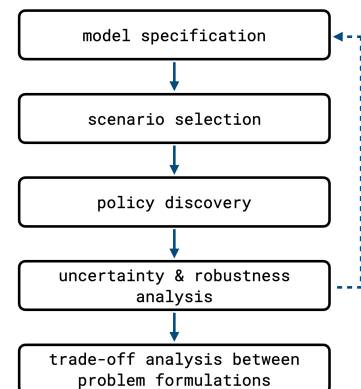 model specification
scenario selection
policy discovery
uncertainty & robustness
analysis
trade-off analysis between
problem formulations